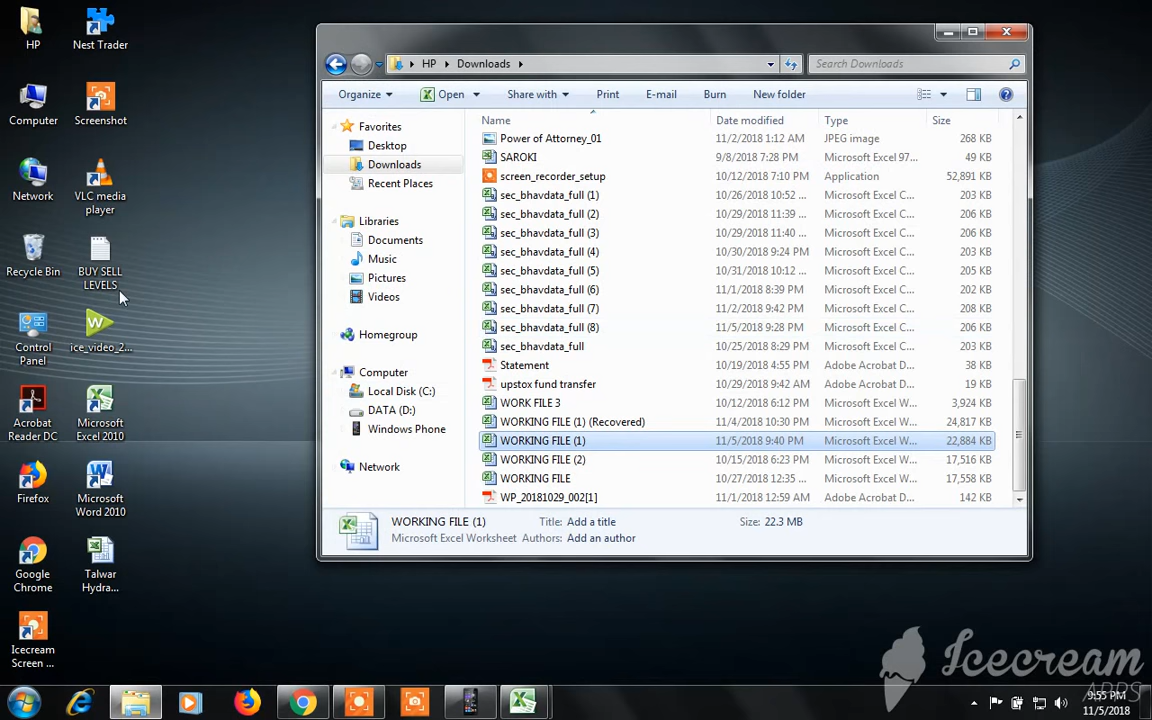 HP
Nest Trader
Computer
Screenshot
Network
VLC media
player
Recycle Bin
BUY SELL
LEVELS
Control
Panel
ice_video_2...
Acrobat
Reader DC
Microsoft
Excel 2010
Firefox
Microsoft
Word 2010
Google
Chrome
Talwar
Hydra...
Icecream
Screen ...
HP Downloads
Search Downloads
Organize Open Share with Print E-mail Burn New folder
Favorites
Desktop
Downloads
Recent Places
Libraries
Documents
Music
Pictures
Videos
Homegroup
Computer
Local Disk (C:)
DATA (D:)
Windows Phone
Network
Name Date modified Type Size
Power of Attorney_01 11/2/2018 1:12 AM JPEG image 268 KB
SAROKI 9/8/2018 7:28 PM Microsoft Excel 97... 49 KB
screen_recorder_setup 10/12/2018 7:10 PM Application 52,891 KB
sec_bhavdata_full (1) 10/26/2018 10:52 ... Microsoft Excel C... 203 KB
sec_bhavdata_full (2) 10/29/2018 11:39 ... Microsoft Excel C... 206 KB
sec_bhavdata_full (3) 10/29/2018 11:40 ... Microsoft Excel C... 206 KB
sec_bhavdata_full (4) 10/30/2018 9:24 PM Microsoft Excel C... 206 KB
sec_bhavdata_full (5) 10/31/2018 10:12 ... Microsoft Excel C... 205 KB
sec_bhavdata_full (6) 11/1/2018 8:39 PM Microsoft Excel C... 202 KB
sec_bhavdata_full (7) 11/2/2018 9:42 PM Microsoft Excel C... 208 KB
sec_bhavdata_full (8) 11/5/2018 9:28 PM Microsoft Excel C... 206 KB
sec_bhavdata_full 10/25/2018 8:29 PM Microsoft Excel C... 203 KB
Statement 10/19/2018 4:55 PM Adobe Acrobat D... 38 KB
upstox fund transfer 10/29/2018 9:42 AM Adobe Acrobat D... 19 KB
WORK FILE 3 10/12/2018 6:12 PM Microsoft Excel W... 3,924 KB
WORKING FILE (1) (Recovered) 11/4/2018 10:30 PM Microsoft Excel W... 24,817 KB
WORKING FILE (1) 11/5/2018 9:40 PM Microsoft Excel W... 22,884 KB
WORKING FILE (2) 10/15/2018 6:23 PM Microsoft Excel W... 17,516 KB
WORKING FILE 10/27/2018 12:35 ... Microsoft Excel W... 17,558 KB
WP_20181029_002[1] 11/1/2018 12:59 AM Adobe Acrobat D... 142 KB
WORKING FILE (1) Title: Add a title Size: 22.3 MB
Microsoft Excel Worksheet Authors: Add an author
Icecream
APPS
9:55 PM
11/5/2018